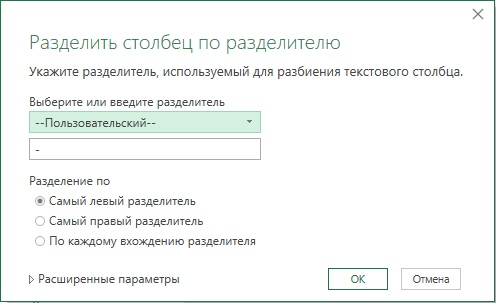 Разделить столбец по разделителю
Укажите разделитель, используемый для разбиения текстового столбца.
Выберите или введите разделитель
--Пользовательский--
-
Разделение по
Самый левый разделитель
Самый правый разделитель
По каждому вхождению разделителя
Расширенные параметры
ОК Отмена